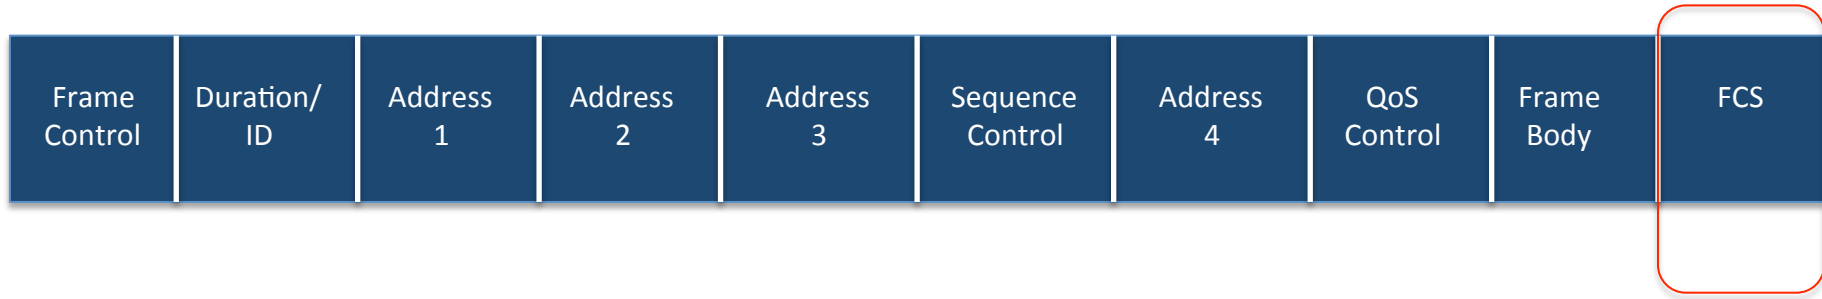 Frame
Control
Duration/
ID
Address
1
Address
2
Address
3
Sequence
Control
Address
4
QoS
Control
Frame
Body
FCS